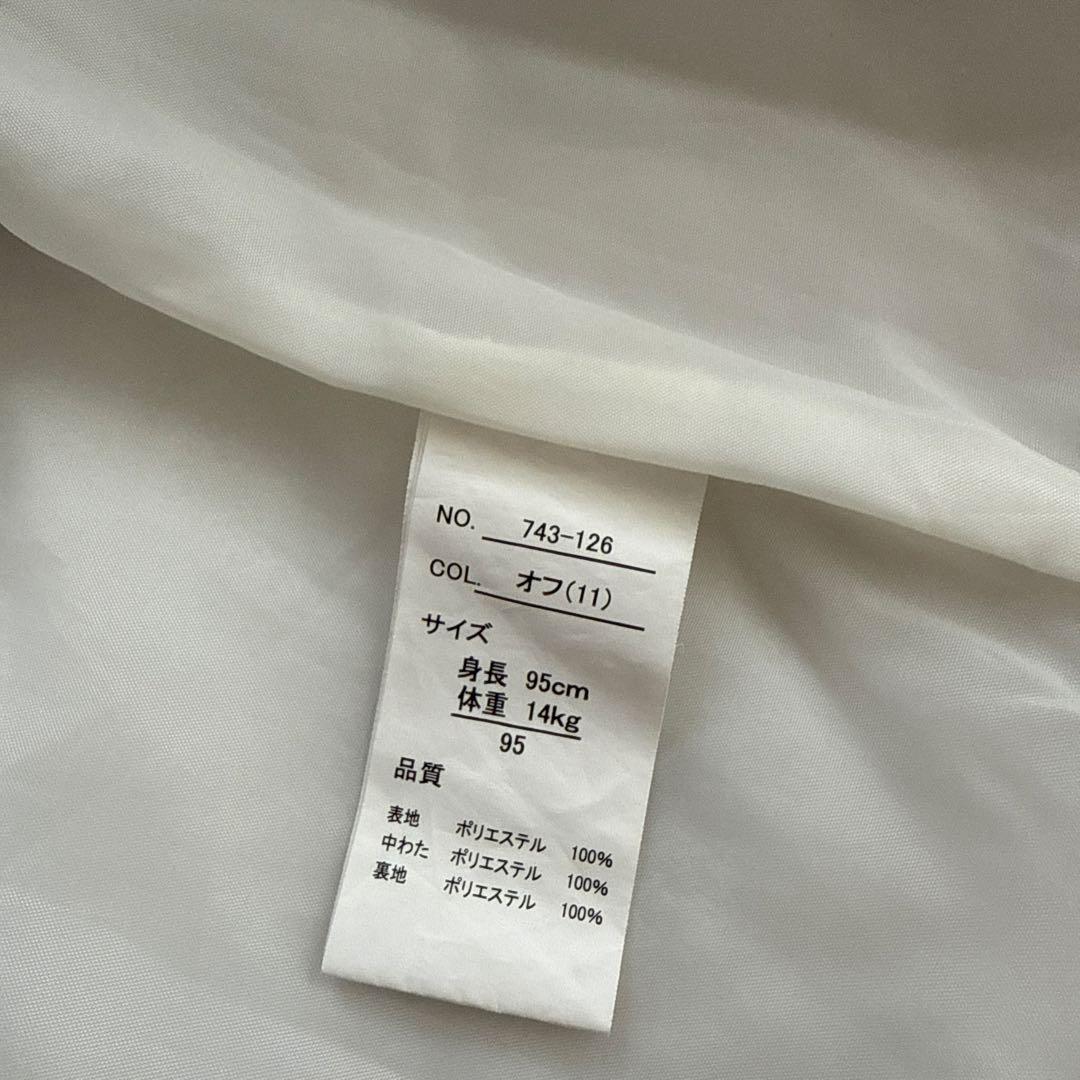 NO. 743-126
COL. オフ(11)
サイズ
身長 95cm
体重 14kg
95
品質
表地 ポリエステル 100%
中わた ポリエステル 100%
裏地 ポリエステル 100%